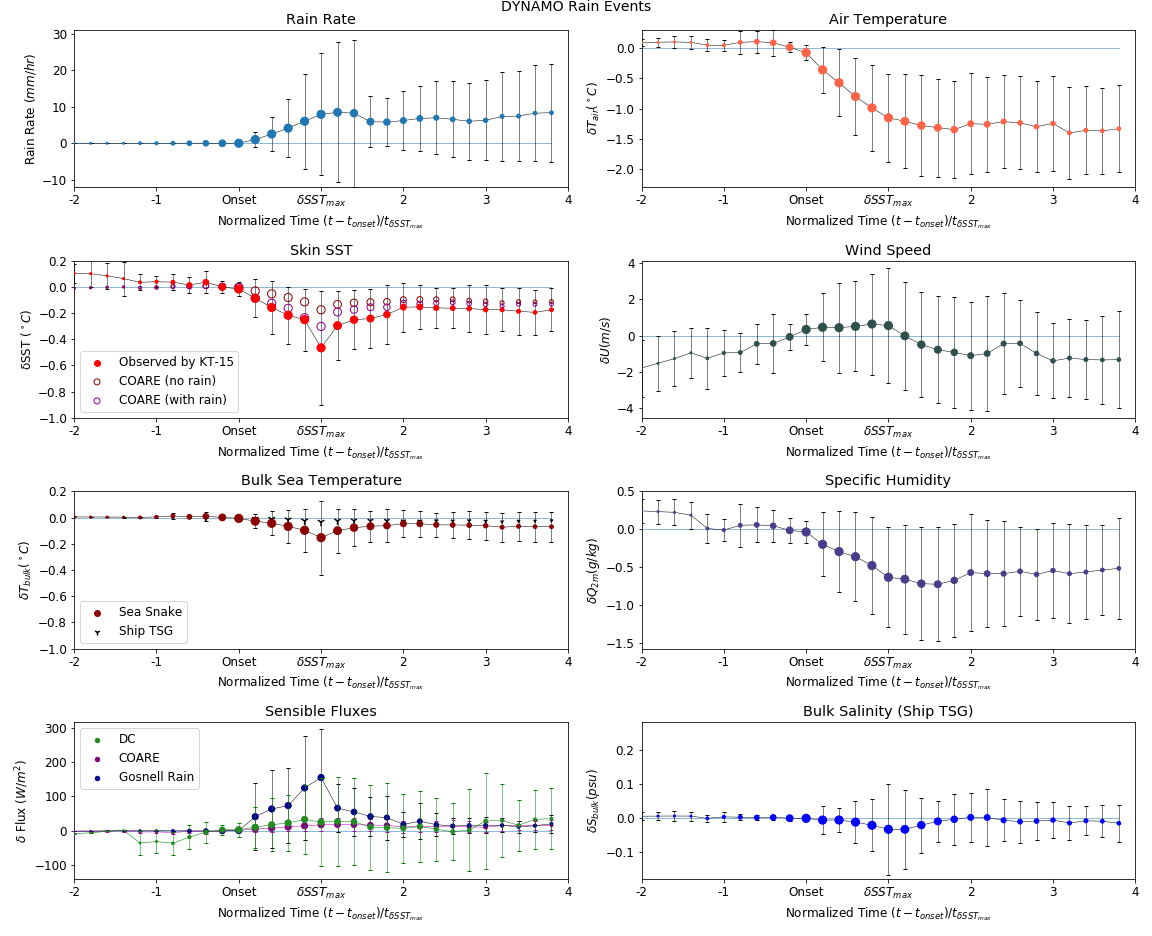 DYNAMO Rain Events
Rain Rate
Rain Rate (mm/hr)
30
20
10
0
−10
-2 -1 Onset δSST_max 2 3 4
Normalized Time (t − t_onset)/t_δSST_max
Air Temperature
δT_air(°C)
0.0
−0.5
−1.0
−1.5
−2.0
-2 -1 Onset δSST_max 2 3 4
Normalized Time (t − t_onset)/t_δSST_max
Skin SST
δSST (°C)
0.2
0.0
−0.2
−0.4
−0.6
−0.8
−1.0
Observed by KT-15
COARE (no rain)
COARE (with rain)
-2 -1 Onset δSST_max 2 3 4
Normalized Time (t − t_onset)/t_δSST_max
Wind Speed
δU(m/s)
4
2
0
−2
−4
-2 -1 Onset δSST_max 2 3 4
Normalized Time (t − t_onset)/t_δSST_max
Bulk Sea Temperature
δT_bulk(°C)
0.2
0.0
−0.2
−0.4
−0.6
−0.8
−1.0
Sea Snake
Ship TSG
-2 -1 Onset δSST_max 2 3 4
Normalized Time (t − t_onset)/t_δSST_max
Specific Humidity
δQ_2m(g/kg)
0.5
0.0
−0.5
−1.0
−1.5
-2 -1 Onset δSST_max 2 3 4
Normalized Time (t − t_onset)/t_δSST_max
Sensible Fluxes
δ Flux (W/m²)
300
200
100
0
−100
DC
COARE
Gosnell Rain
-2 -1 Onset δSST_max 2 3 4
Normalized Time (t − t_onset)/t_δSST_max
Bulk Salinity (Ship TSG)
δS_bulk(psu)
0.2
0.1
0.0
−0.1
-2 -1 Onset δSST_max 2 3 4
Normalized Time (t − t_onset)/t_δSST_max